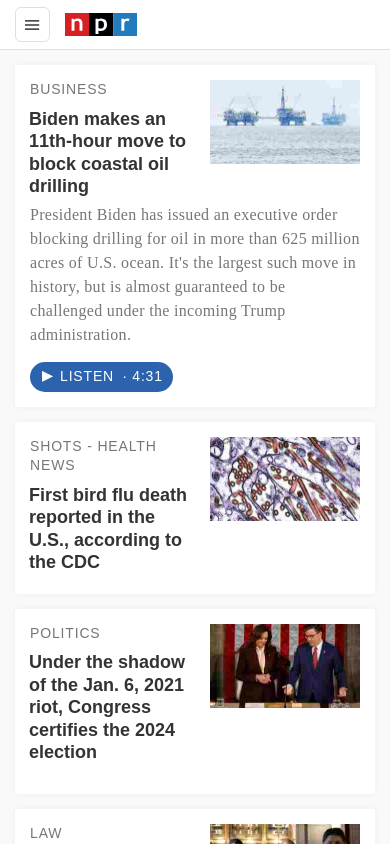 npr
BUSINESS
Biden makes an
11th-hour move to
block coastal oil
drilling
President Biden has issued an executive order
blocking drilling for oil in more than 625 million
acres of U.S. ocean. It's the largest such move in
history, but is almost guaranteed to be
challenged under the incoming Trump
administration.
LISTEN · 4:31
SHOTS - HEALTH
NEWS
First bird flu death
reported in the
U.S., according to
the CDC
POLITICS
Under the shadow
of the Jan. 6, 2021
riot, Congress
certifies the 2024
election
LAW